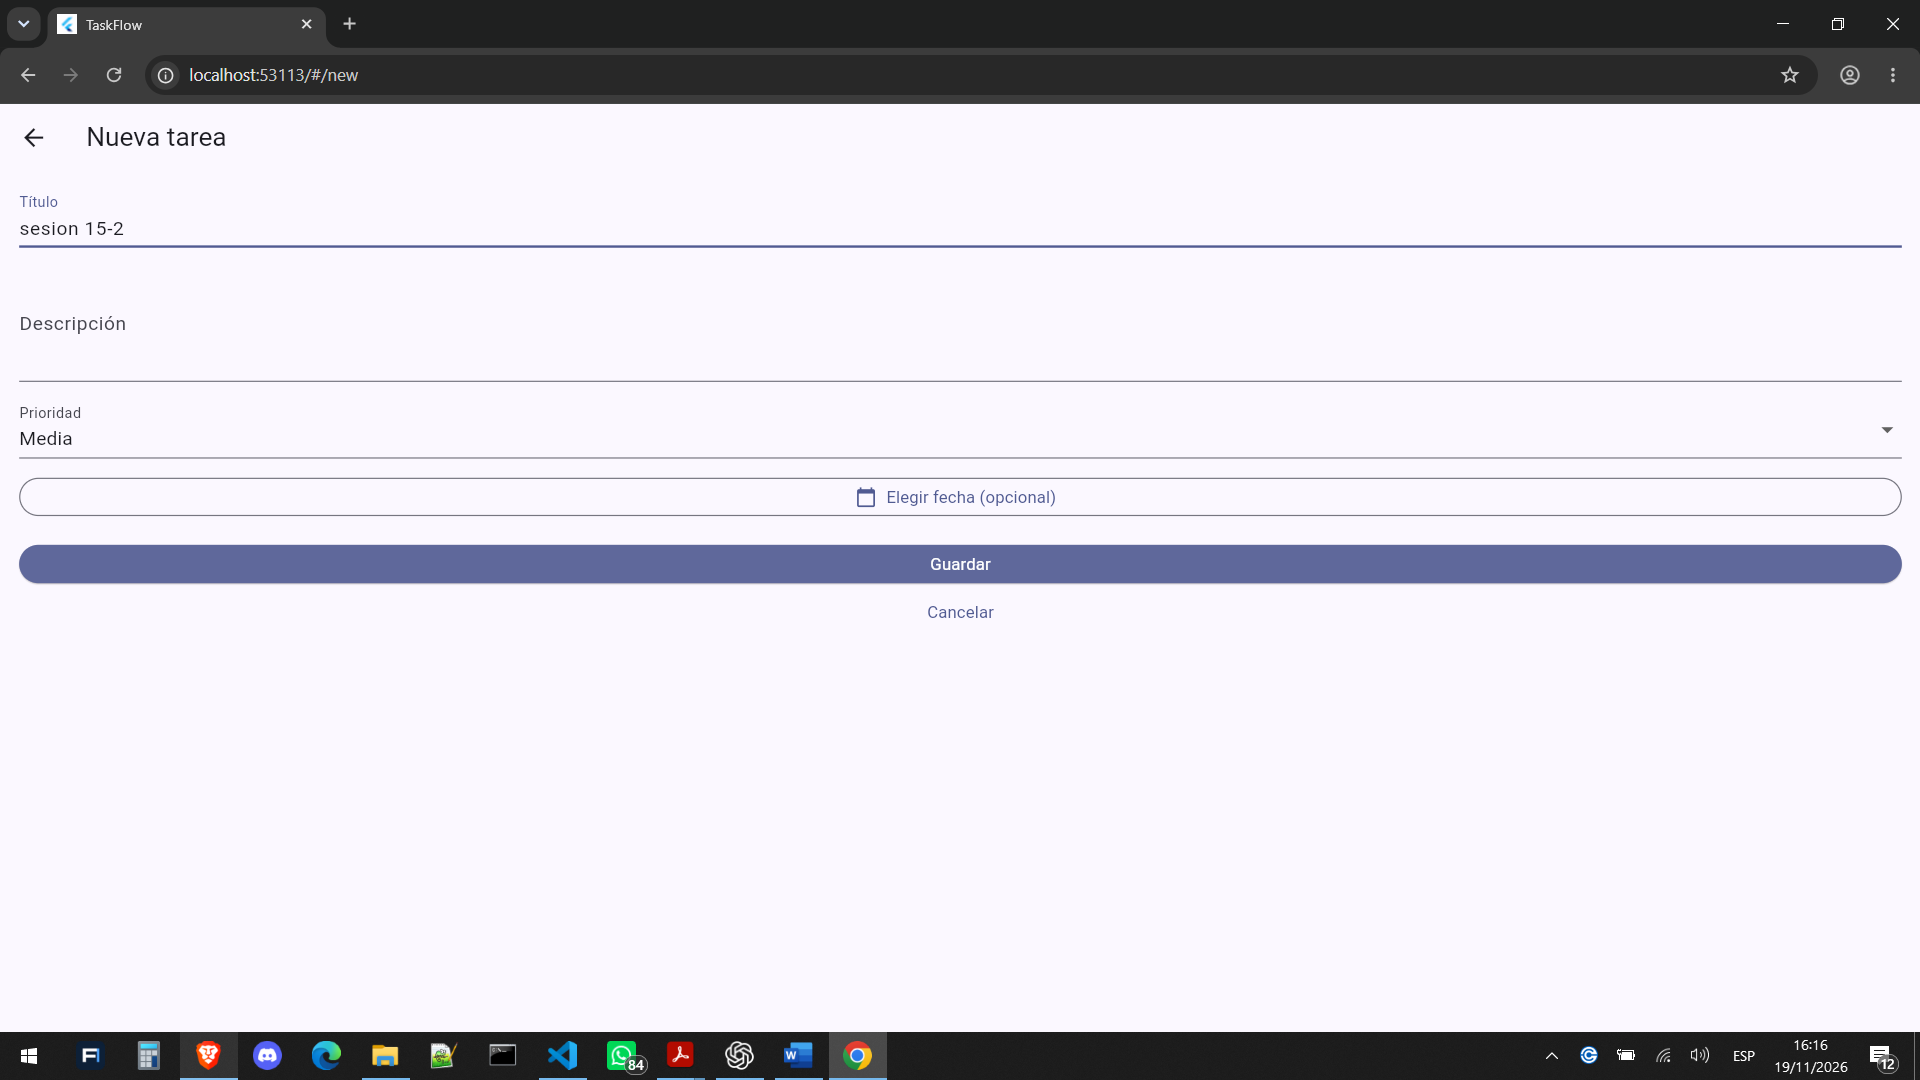 TaskFlow
localhost:53113/#/new
Nueva tarea
Título
sesion 15-2
Descripción
Prioridad
Media
Elegir fecha (opcional)
Guardar
Cancelar
84
ESP
16:16
19/11/2026
12